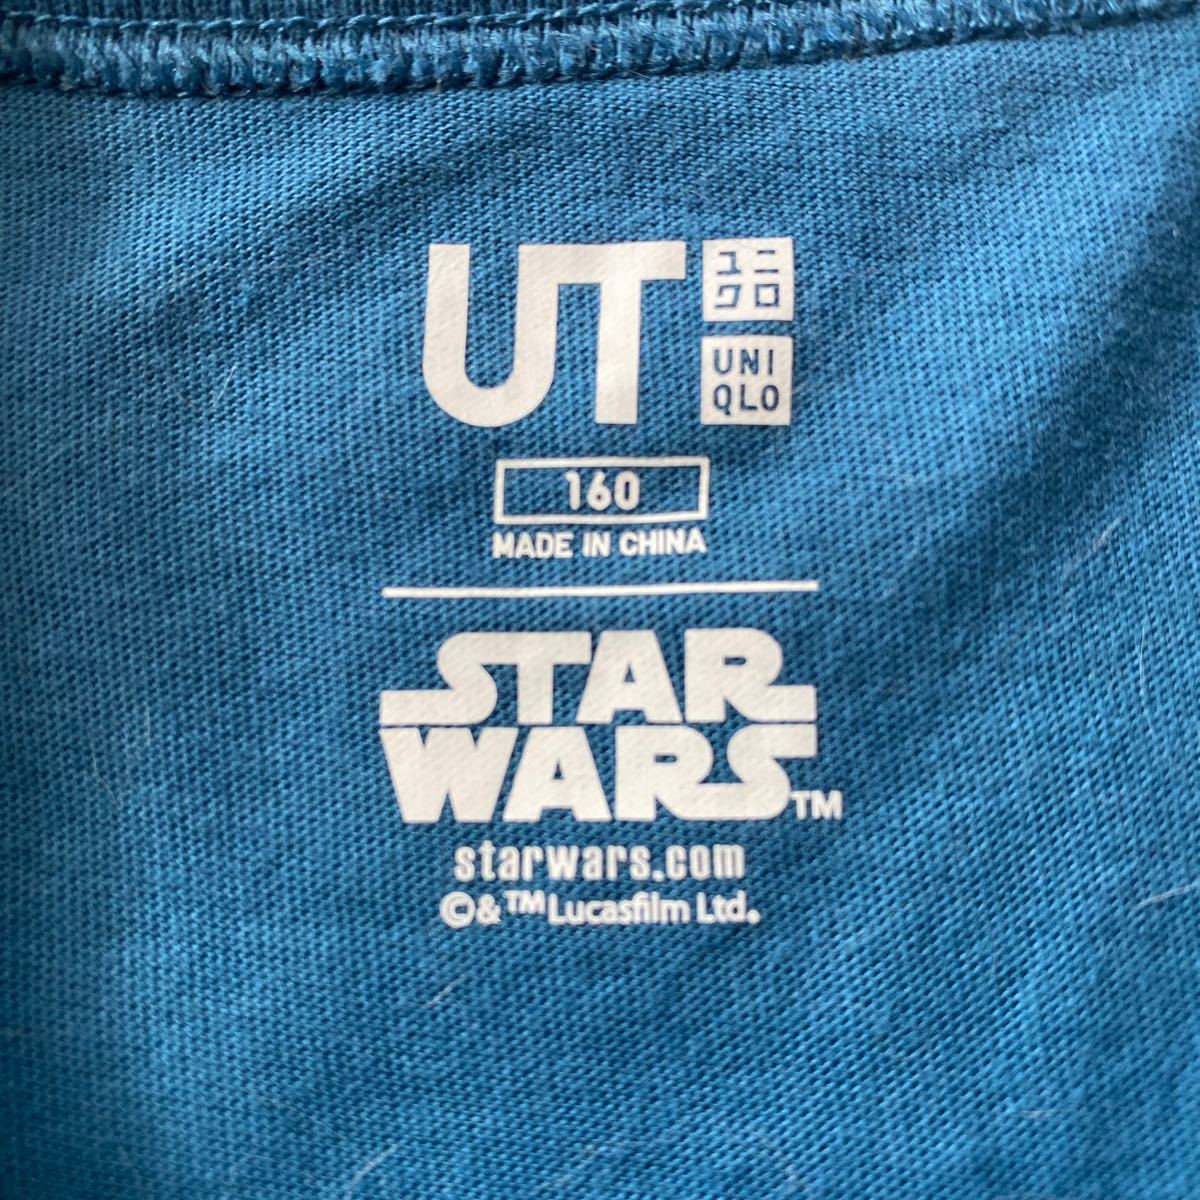 UT
ユニ
クロ
UNI
QLO
160
MADE IN CHINA
STAR
WARS™
starwars.com
©&™Lucasfilm Ltd.